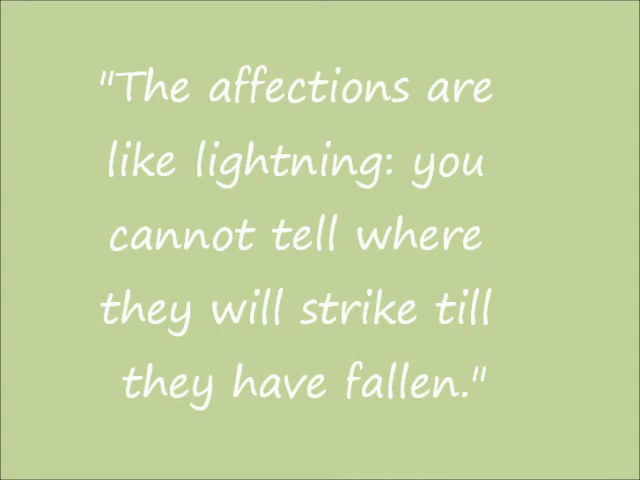 "The affections are
like lightning: you
cannot tell where
they will strike till
they have fallen."